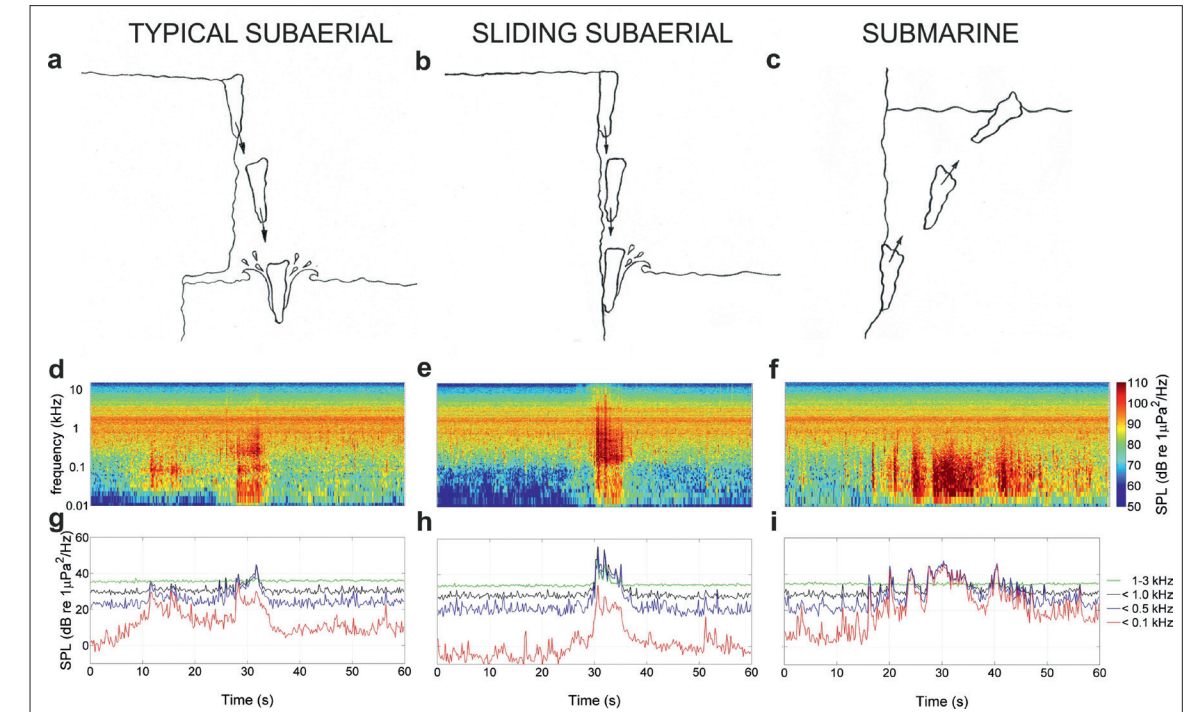 TYPICAL SUBAERIAL SLIDING SUBAERIAL SUBMARINE
a b c
d e f
frequency (kHz)
10
1
0.1
0.01
110
100
90
80
70
60
50
SPL (dB re 1µPa²/Hz)
g h i
SPL (dB re 1µPa²/Hz)
60
40
20
0
1-3 kHz
< 1.0 kHz
< 0.5 kHz
< 0.1 kHz
0 10 20 30 40 50 60 0 10 20 30 40 50 60 0 10 20 30 40 50 60
Time (s) Time (s) Time (s)